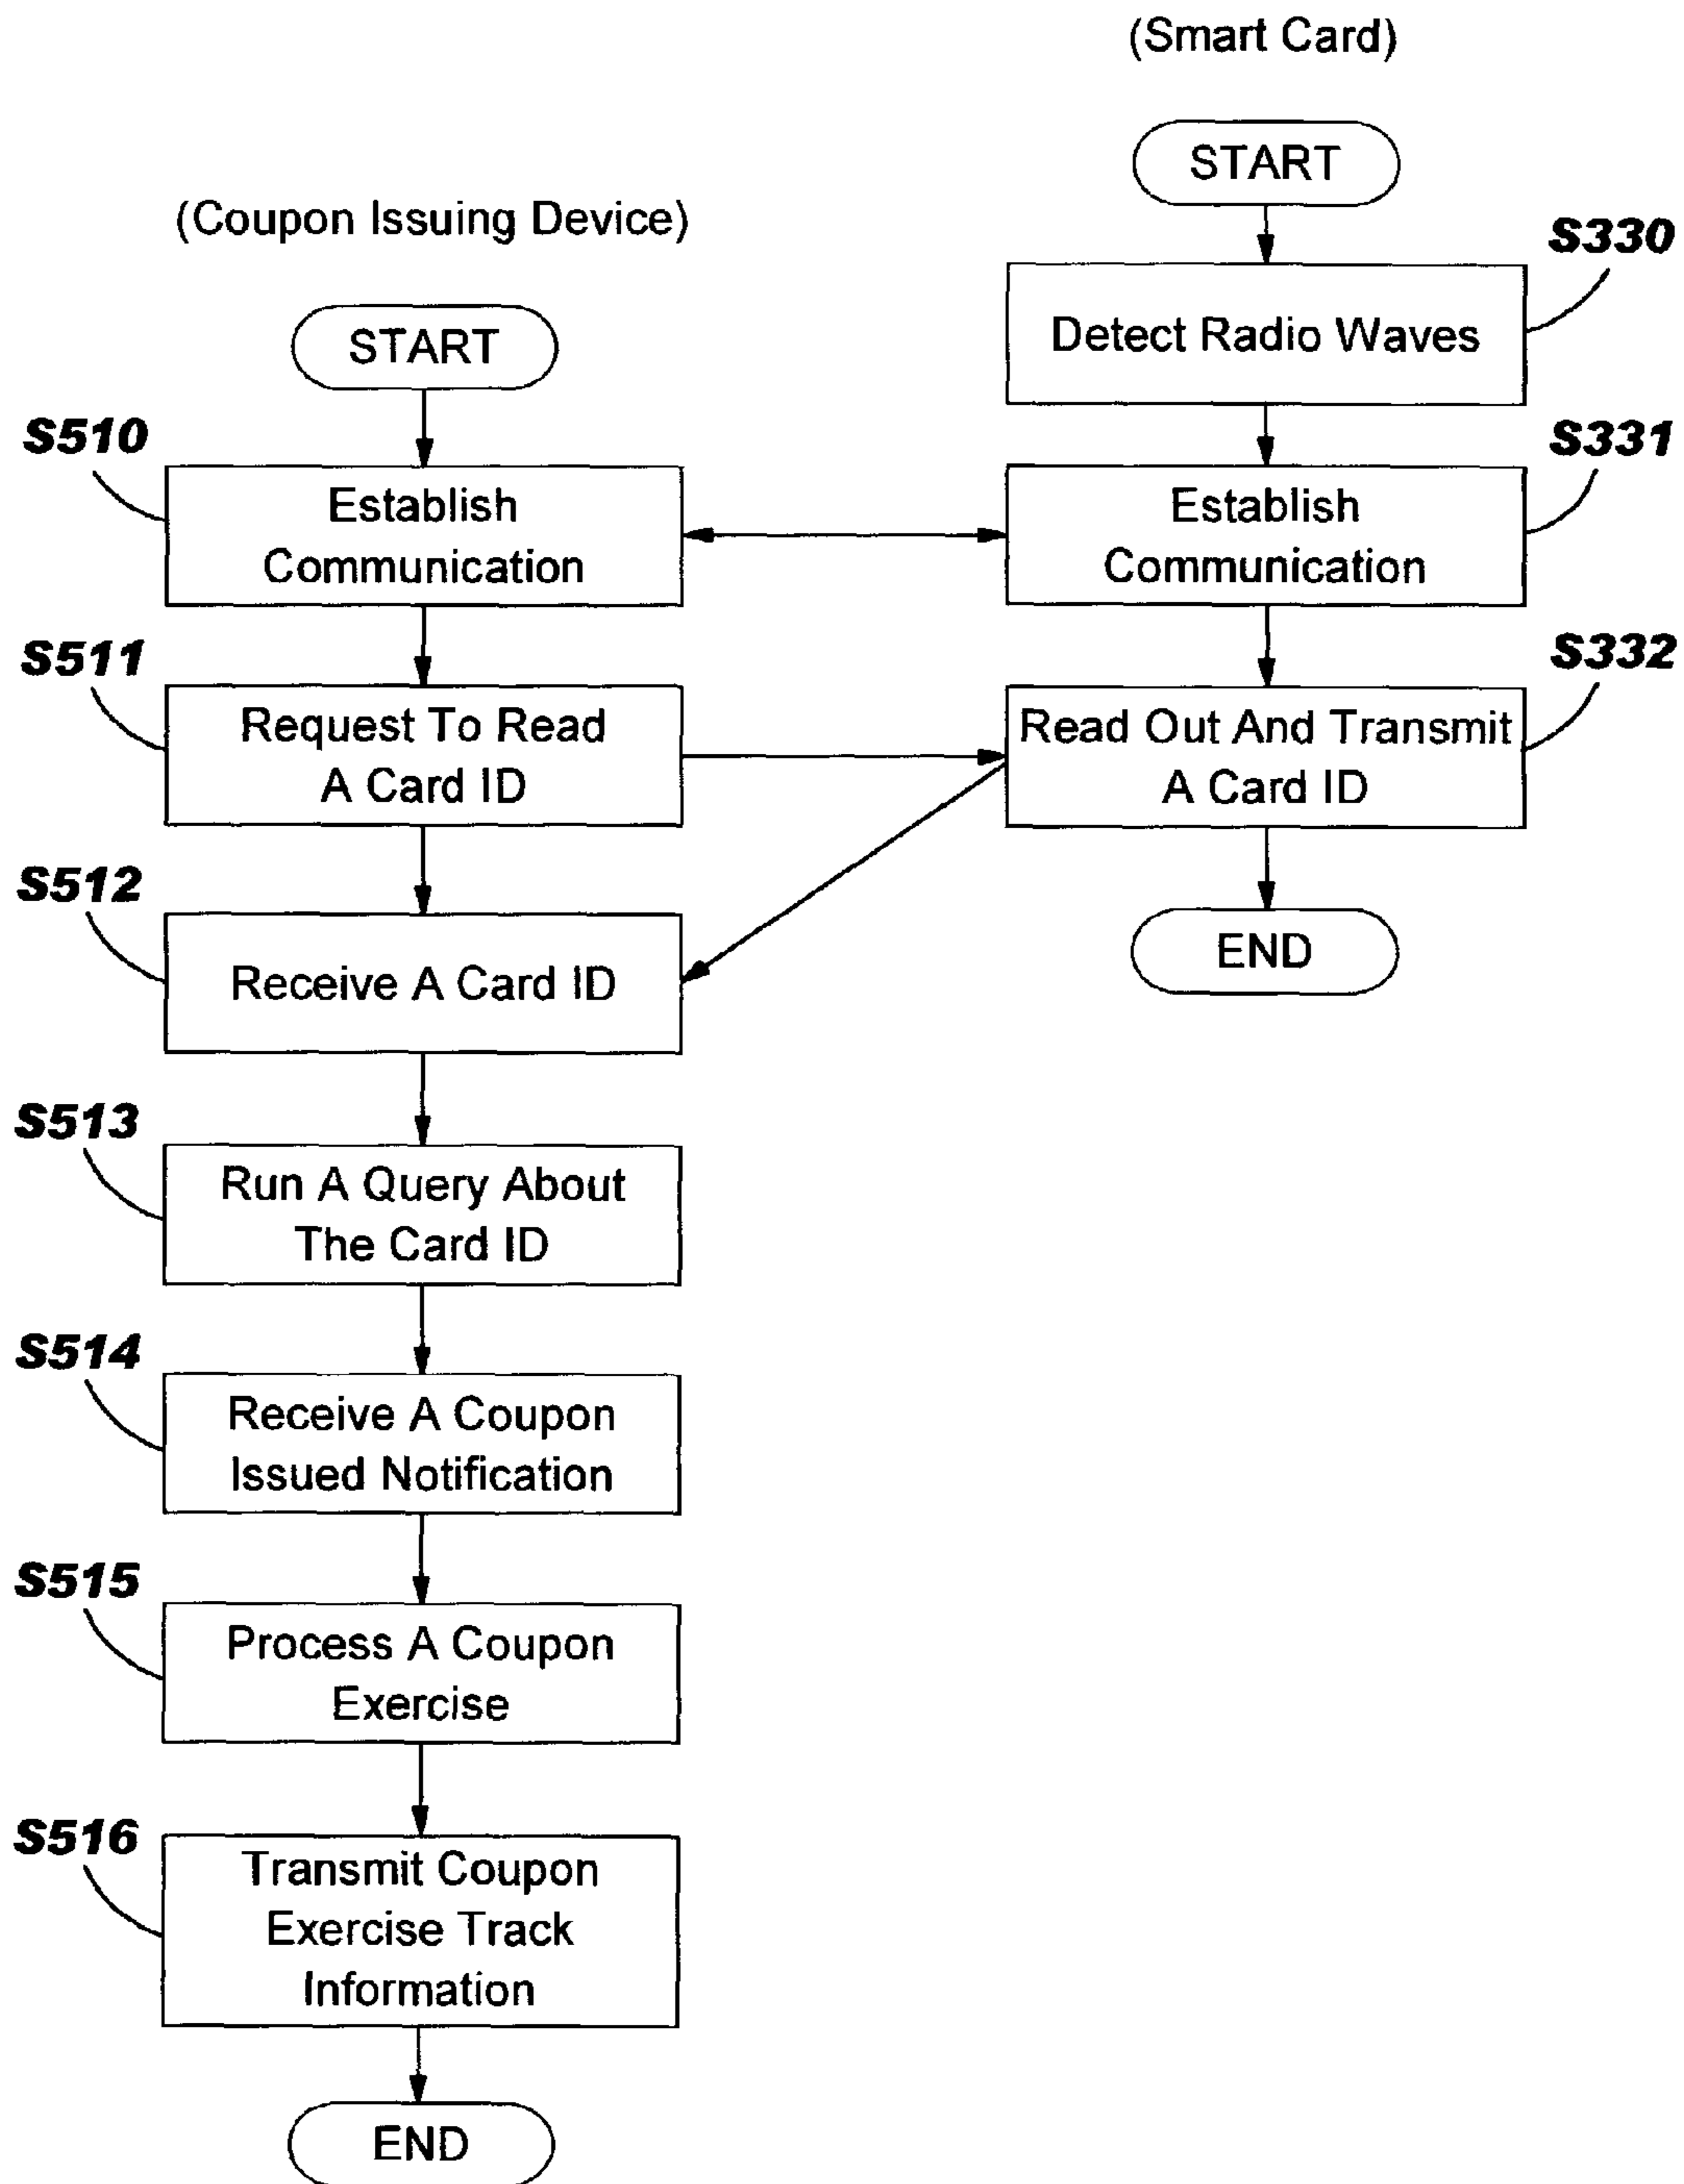 (Smart Card)
START
(Coupon Issuing Device)
S330
Detect Radio Waves
START
S510
S331
Establish
Communication
Establish
Communication
S511
S332
Request To Read
A Card ID
Read Out And Transmit
A Card ID
S512
Receive A Card ID
END
S513
Run A Query About
The Card ID
S514
Receive A Coupon
Issued Notification
S515
Process A Coupon
Exercise
S516
Transmit Coupon
Exercise Track
Information
END